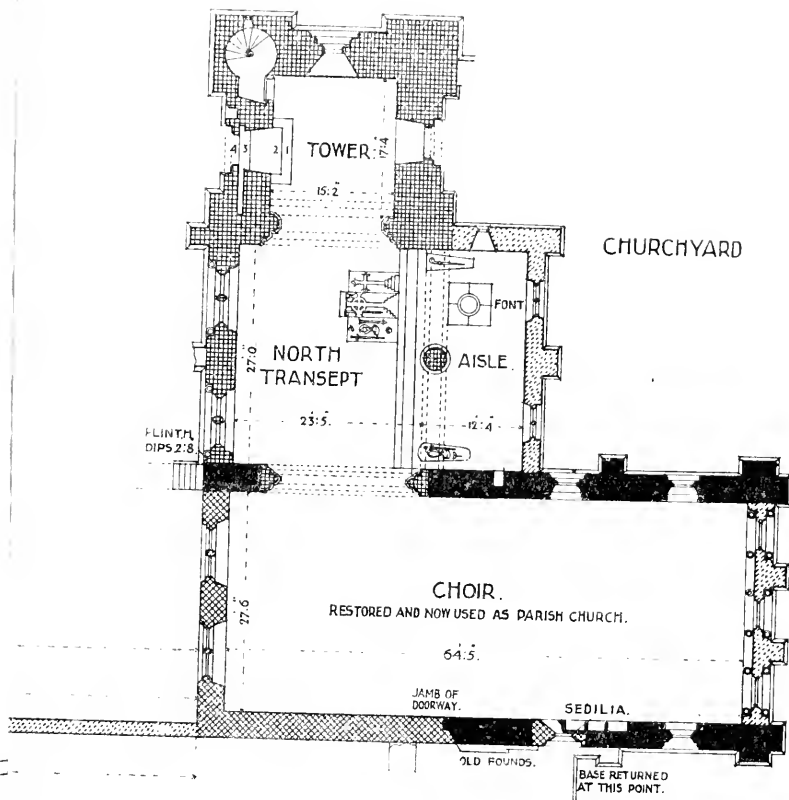 4 3 2 1
TOWER.
17:4
15:2
CHURCHYARD
FONT
NORTH
TRANSEPT
AISLE.
27:0
23:5.
12:4
PLINTH
DIPS 2:8.
CHOIR.
RESTORED AND NOW USED AS PARISH CHURCH.
27:6
64:5.
JAMB OF
DOORWAY.
SEDILIA.
OLD FOUNDS.
BASE RETURNED
AT THIS POINT.